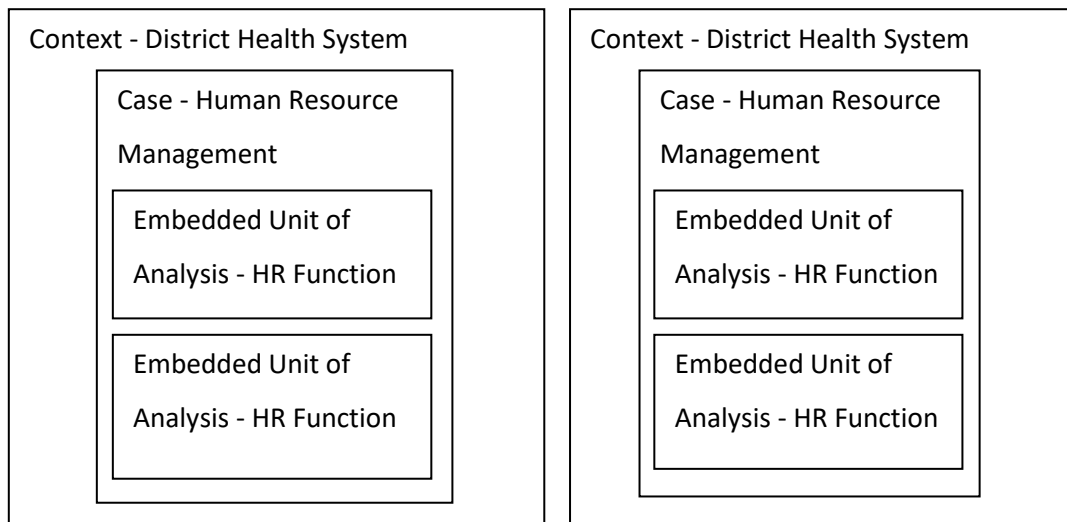 Context - District Health System
Case - Human Resource
Management
Embedded Unit of
Analysis - HR Function
Embedded Unit of
Analysis - HR Function
Context - District Health System
Case - Human Resource
Management
Embedded Unit of
Analysis - HR Function
Embedded Unit of
Analysis - HR Function